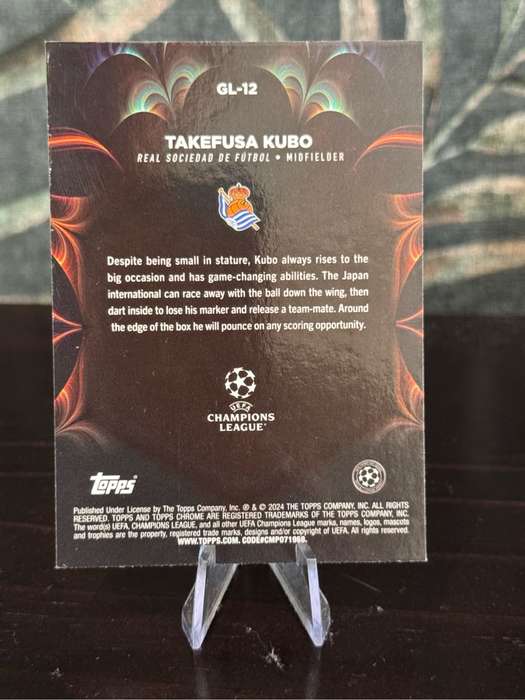 GL-12
TAKEFUSA KUBO
REAL SOCIEDAD DE FÚTBOL • MIDFIELDER
Despite being small in stature, Kubo always rises to the
big occasion and has game-changing abilities. The Japan
international can race away with the ball down the wing, then
dart inside to lose his marker and release a team-mate. Around
the edge of the box he will pounce on any scoring opportunity.
UEFA
CHAMPIONS
LEAGUE
topps
Published Under License by The Topps Company, Inc. ® & © 2024 THE TOPPS COMPANY, INC. ALL RIGHTS
RESERVED. TOPPS AND TOPPS CHROME ARE REGISTERED TRADEMARKS OF THE TOPPS COMPANY, INC.
The word(s) UEFA, CHAMPIONS LEAGUE, and all other UEFA Champions League marks, names, logos, mascots
and trophies are the property, registered trade marks, designs and/or copyright of UEFA. All rights reserved.
WWW.TOPPS.COM. CODE#CMP071068.